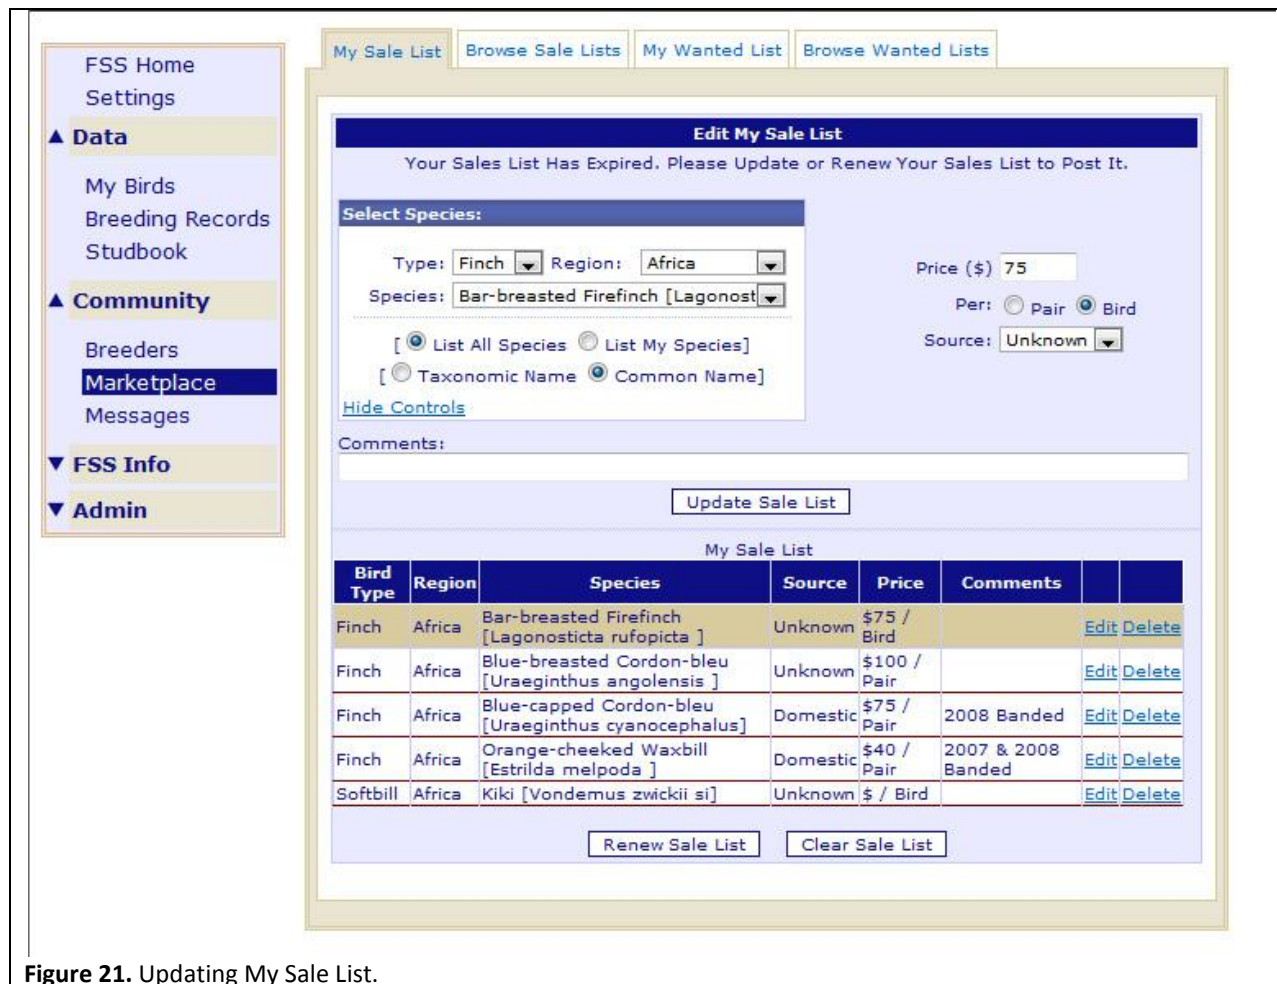 FSS Home
Settings
▲ Data
My Birds
Breeding Records
Studbook
▲ Community
Breeders
Marketplace
Messages
▼ FSS Info
▼ Admin
My Sale List Browse Sale Lists My Wanted List Browse Wanted Lists
Edit My Sale List
Your Sales List Has Expired. Please Update or Renew Your Sales List to Post It.
Select Species:
Type: Finch Region: Africa
Species: Bar-breasted Firefinch [Lagonost
[ List All Species List My Species]
[ Taxonomic Name Common Name]
Hide Controls
Price ($) 75
Per: Pair Bird
Source: Unknown
Comments:
Update Sale List
My Sale List
Bird Type Region Species Source Price Comments
Finch Africa Bar-breasted Firefinch [Lagonosticta rufopicta ] Unknown $75 / Bird Edit Delete
Finch Africa Blue-breasted Cordon-bleu [Uraeginthus angolensis ] Unknown $100 / Pair Edit Delete
Finch Africa Blue-capped Cordon-bleu [Uraeginthus cyanocephalus] Domestic $75 / Pair 2008 Banded Edit Delete
Finch Africa Orange-cheeked Waxbill [Estrilda melpoda ] Domestic $40 / Pair 2007 & 2008 Banded Edit Delete
Softbill Africa Kiki [Vondemus zwickii si] Unknown $ / Bird Edit Delete
Renew Sale List Clear Sale List
Figure 21. Updating My Sale List.